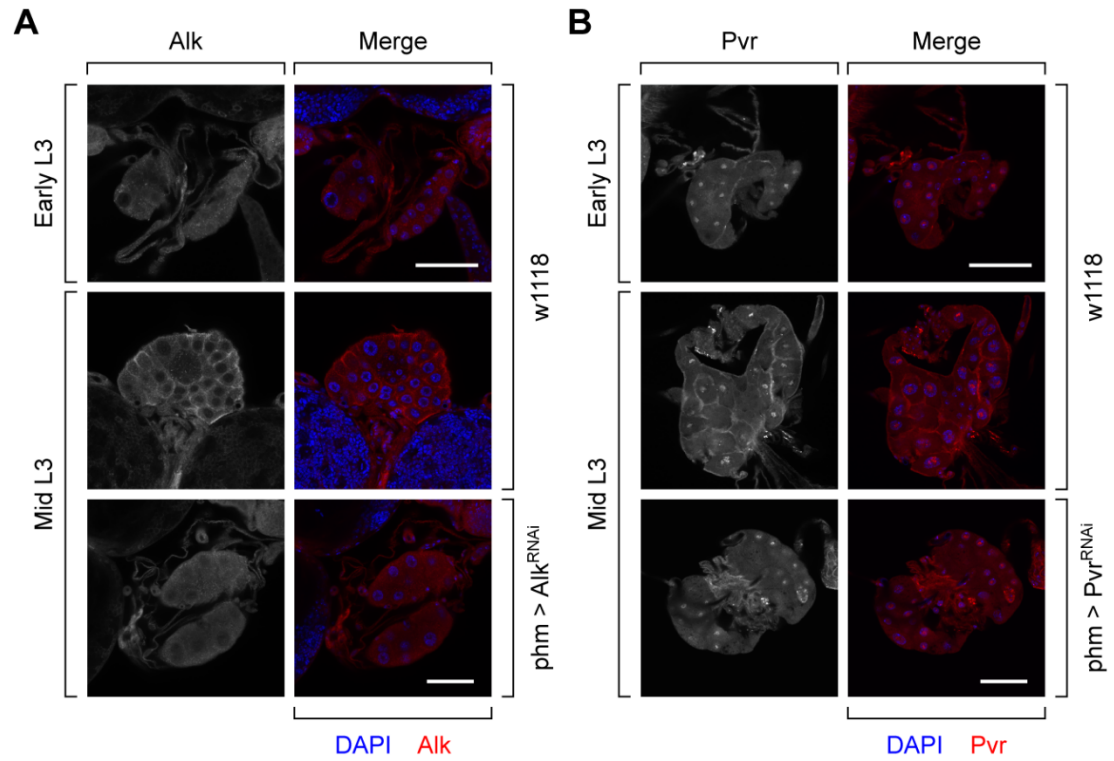 A
Alk
Merge
Early L3
Mid L3
w1118
phm > Alk^RNAi
DAPI Alk
B
Pvr
Merge
Early L3
Mid L3
w1118
phm > Pvr^RNAi
DAPI Pvr